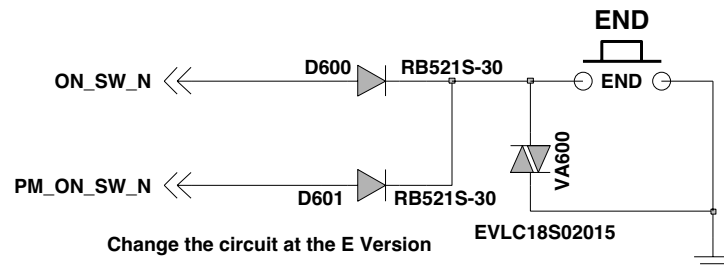 END
D600 RB521S-30
ON_SW_N END
VA600
PM_ON_SW_N
D601 RB521S-30
EVLC18S02015
Change the circuit at the E Version